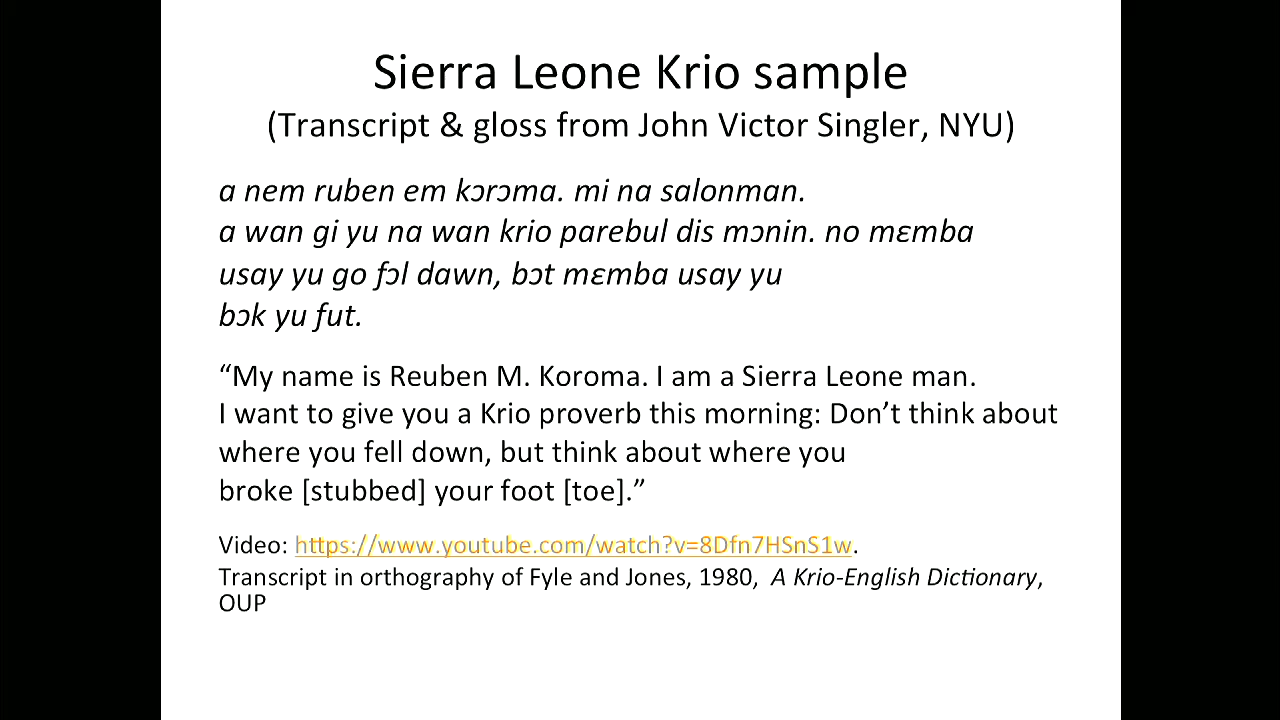 Sierra Leone Krio sample
(Transcript & gloss from John Victor Singler, NYU)
a nem ruben em kɔrɔma. mi na salonman.
a wan gi yu na wan krio parebul dis mɔnin. no mɛmba
usay yu go fɔl dawn, bɔt mɛmba usay yu
bɔk yu fut.
“My name is Reuben M. Koroma. I am a Sierra Leone man.
I want to give you a Krio proverb this morning: Don’t think about
where you fell down, but think about where you
broke [stubbed] your foot [toe].”
Video: https://www.youtube.com/watch?v=8Dfn7HSnS1w.
Transcript in orthography of Fyle and Jones, 1980, A Krio-English Dictionary,
OUP